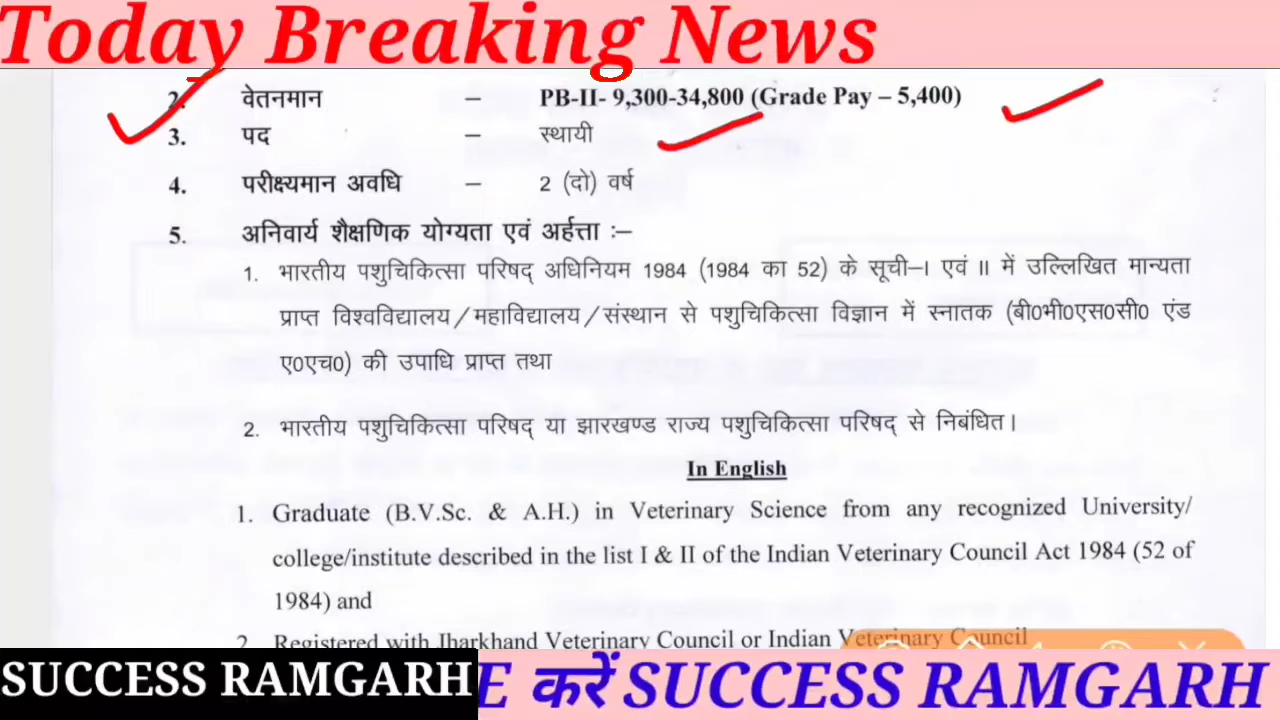 Today Breaking News
2. वेतनमान – PB-II- 9,300-34,800 (Grade Pay – 5,400)
3. पद – स्थायी
4. परीक्ष्यमान अवधि – 2 (दो) वर्ष
5. अनिवार्य शैक्षणिक योग्यता एवं अर्हत्ता :–
1. भारतीय पशुचिकित्सा परिषद् अधिनियम 1984 (1984 का 52) के सूची–I एवं II में उल्लिखित मान्यता
प्राप्त विश्वविद्यालय/महाविद्यालय/संस्थान से पशुचिकित्सा विज्ञान में स्नातक (बी0भी0एस0सी0 एंड
ए0एच0) की उपाधि प्राप्त तथा
2. भारतीय पशुचिकित्सा परिषद् या झारखण्ड राज्य पशुचिकित्सा परिषद् से निबंधित।
In English
1. Graduate (B.V.Sc. & A.H.) in Veterinary Science from any recognized University/
college/institute described in the list I & II of the Indian Veterinary Council Act 1984 (52 of
1984) and
2 Registered with Jharkhand Veterinary Council or Indian Veterinary Council
SUCCESS RAMGARH
E करें SUCCESS RAMGARH